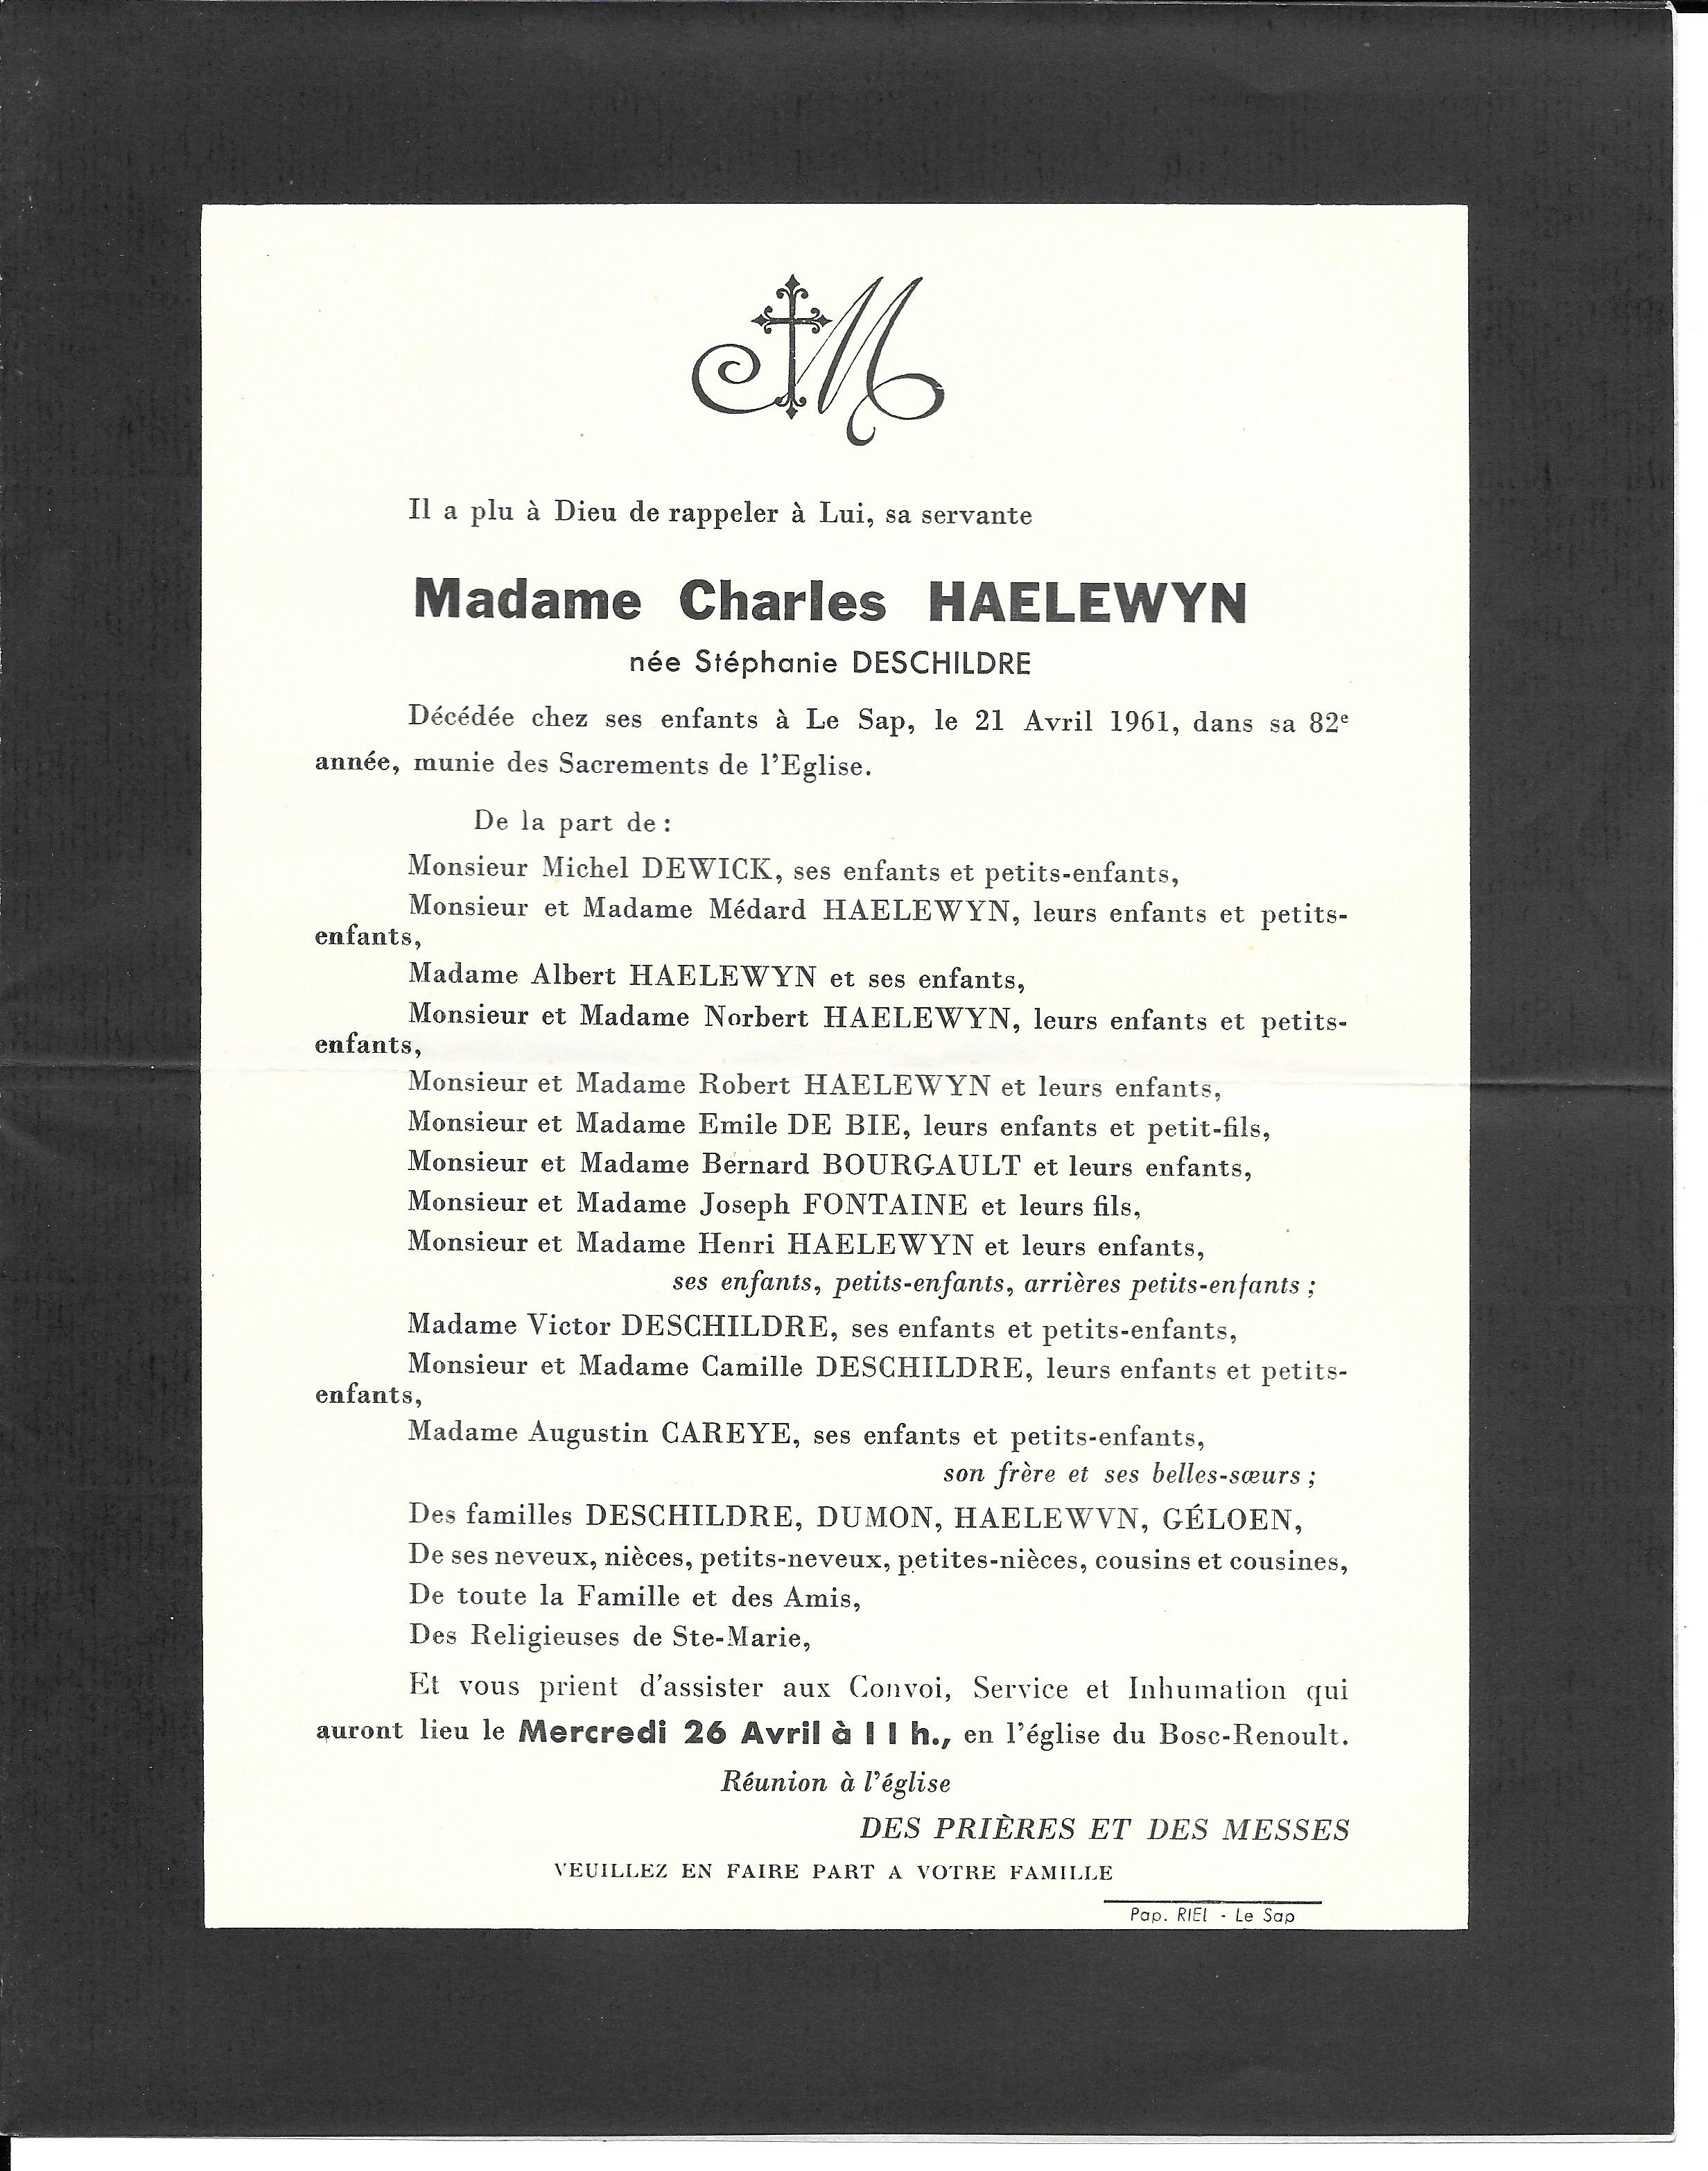 M
Il a plu à Dieu de rappeler à Lui, sa servante
Madame Charles HAELEWYN
née Stéphanie DESCHILDRE
Décédée chez ses enfants à Le Sap, le 21 Avril 1961, dans sa 82e
année, munie des Sacrements de l'Eglise.
De la part de :
Monsieur Michel DEWICK, ses enfants et petits-enfants,
Monsieur et Madame Médard HAELEWYN, leurs enfants et petits-
enfants,
Madame Albert HAELEWYN et ses enfants,
Monsieur et Madame Norbert HAELEWYN, leurs enfants et petits-
enfants,
Monsieur et Madame Robert HAELEWYN et leurs enfants,
Monsieur et Madame Emile DE BIE, leurs enfants et petit-fils,
Monsieur et Madame Bernard BOURGAULT et leurs enfants,
Monsieur et Madame Joseph FONTAINE et leurs fils,
Monsieur et Madame Henri HAELEWYN et leurs enfants,
ses enfants, petits-enfants, arrières petits-enfants ;
Madame Victor DESCHILDRE, ses enfants et petits-enfants,
Monsieur et Madame Camille DESCHILDRE, leurs enfants et petits-
enfants,
Madame Augustin CAREYE, ses enfants et petits-enfants,
son frère et ses belles-sœurs ;
Des familles DESCHILDRE, DUMON, HAELEWVN, GÉLOEN,
De ses neveux, nièces, petits-neveux, petites-nièces, cousins et cousines,
De toute la Famille et des Amis,
Des Religieuses de Ste-Marie,
Et vous prient d'assister aux Convoi, Service et Inhumation qui
auront lieu le Mercredi 26 Avril à 11 h., en l'église du Bosc-Renoult.
Réunion à l'église
DES PRIÈRES ET DES MESSES
VEUILLEZ EN FAIRE PART A VOTRE FAMILLE
Pap. RIEL - Le Sap